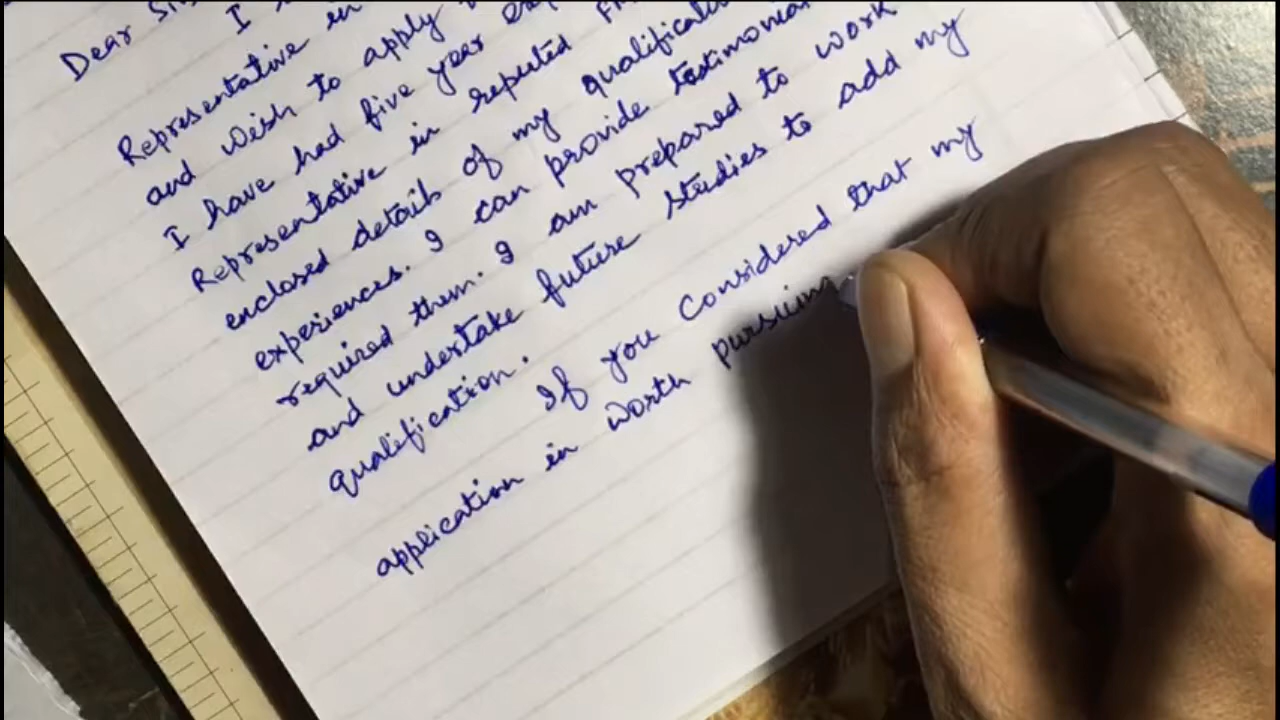 Dear
I
Representative in
and wish to apply
I have had five year
Representative in reputed
enclosed details of my
experiences. I can provide testimonial
required them. I am prepared to work
and undertake future studies to add my
qualification.
If you considered that my
application in worth pursuing